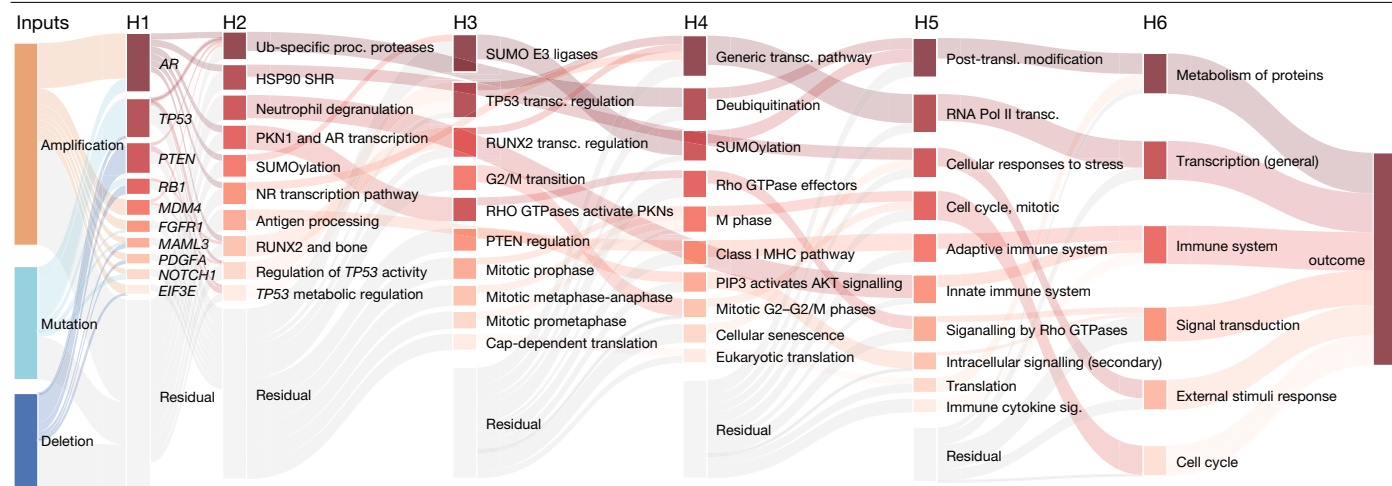 Inputs
H1
H2
H3
H4
H5
H6
Amplification
Mutation
Deletion
AR
TP53
PTEN
RB1
MDM4
FGFR1
MAML3
PDGFA
NOTCH1
EIF3E
Residual
Ub-specific proc. proteases
HSP90 SHR
Neutrophil degranulation
PKN1 and AR transcription
SUMOylation
NR transcription pathway
Antigen processing
RUNX2 and bone
Regulation of TP53 activity
TP53 metabolic regulation
Residual
SUMO E3 ligases
TP53 transc. regulation
RUNX2 transc. regulation
G2/M transition
RHO GTPases activate PKNs
PTEN regulation
Mitotic prophase
Mitotic metaphase-anaphase
Mitotic prometaphase
Cap-dependent translation
Residual
Generic transc. pathway
Deubiquitination
SUMOylation
Rho GTPase effectors
M phase
Class I MHC pathway
PIP3 activates AKT signalling
Mitotic G2–G2/M phases
Cellular senescence
Eukaryotic translation
Residual
Post-transl. modification
RNA Pol II transc.
Cellular responses to stress
Cell cycle, mitotic
Adaptive immune system
Innate immune system
Siganalling by Rho GTPases
Intracellular signalling (secondary)
Translation
Immune cytokine sig.
Residual
Metabolism of proteins
Transcription (general)
Immune system
Signal transduction
External stimuli response
Cell cycle
outcome